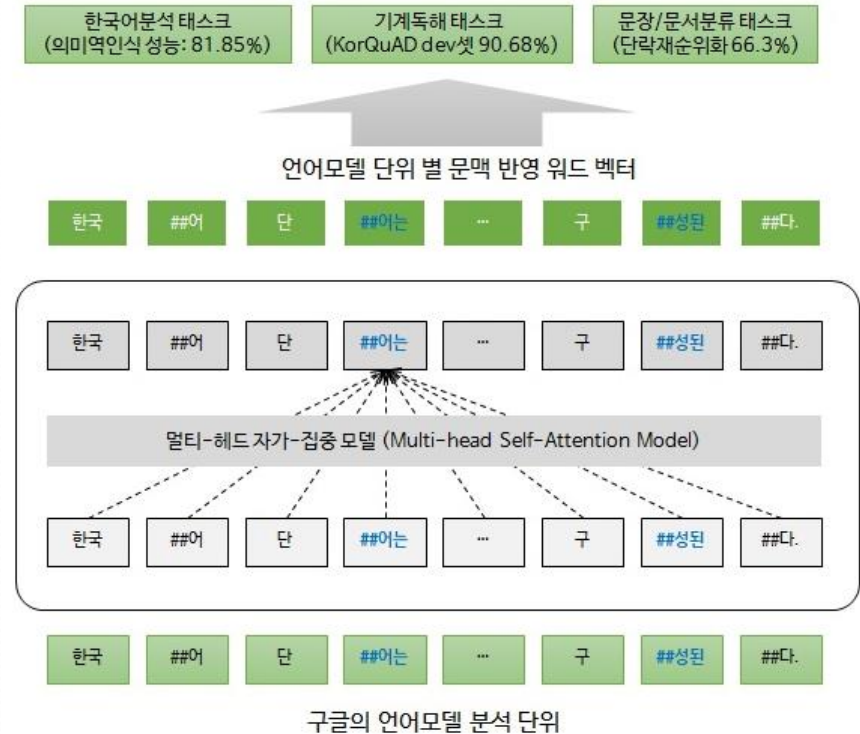 한국어분석 태스크
(의미역인식 성능: 81.85%)
기계독해 태스크
(KorQuAD dev셋 90.68%)
문장/문서분류 태스크
(단락재순위화 66.3%)
언어모델 단위 별 문맥 반영 워드 벡터
한국 ##어 단 ##어는 ... 구 ##성된 ##다.
한국 ##어 단 ##어는 ... 구 ##성된 ##다.
멀티-헤드 자가-집중 모델 (Multi-head Self-Attention Model)
한국 ##어 단 ##어는 ... 구 ##성된 ##다.
한국 ##어 단 ##어는 ... 구 ##성된 ##다.
구글의 언어모델 분석 단위